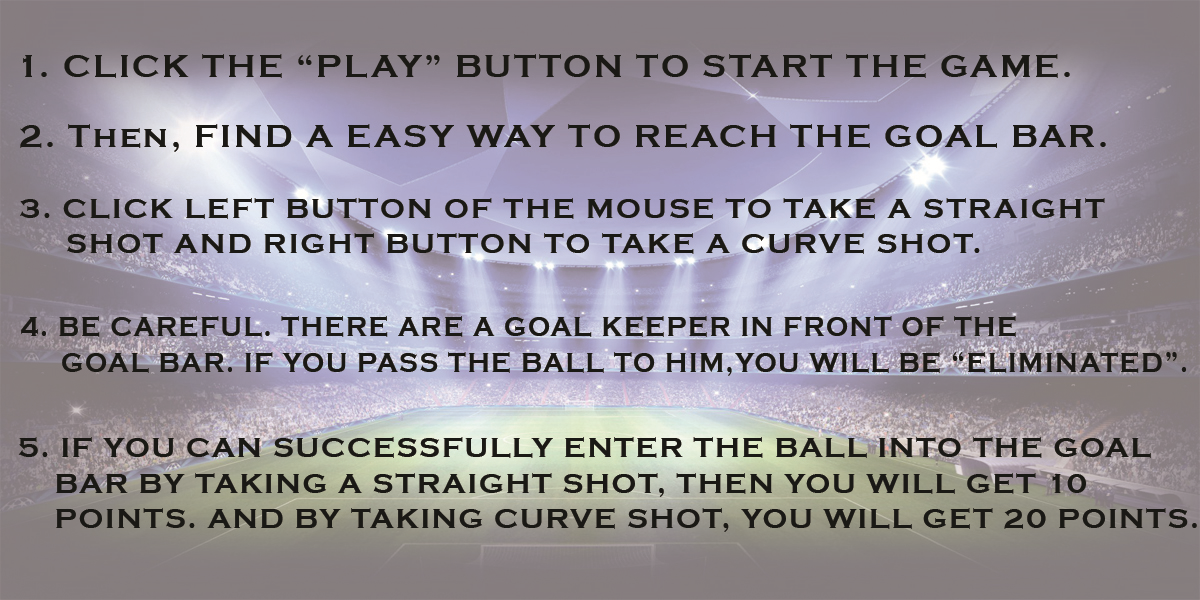 1. CLICK THE “PLAY” BUTTON TO START THE GAME.
2. THEN, FIND A EASY WAY TO REACH THE GOAL BAR.
3. CLICK LEFT BUTTON OF THE MOUSE TO TAKE A STRAIGHT
SHOT AND RIGHT BUTTON TO TAKE A CURVE SHOT.
4. BE CAREFUL. THERE ARE A GOAL KEEPER IN FRONT OF THE
GOAL BAR. IF YOU PASS THE BALL TO HIM,YOU WILL BE “ELIMINATED”.
5. IF YOU CAN SUCCESSFULLY ENTER THE BALL INTO THE GOAL
BAR BY TAKING A STRAIGHT SHOT, THEN YOU WILL GET 10
POINTS. AND BY TAKING CURVE SHOT, YOU WILL GET 20 POINTS.